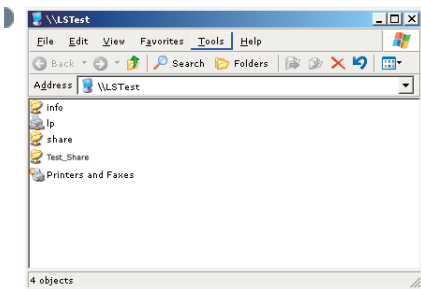 \\LSTest
File Edit View Favorites Tools Help
Back Search Folders
Address \\LSTest
info
lp
share
Test_Share
Printers and Faxes
4 objects